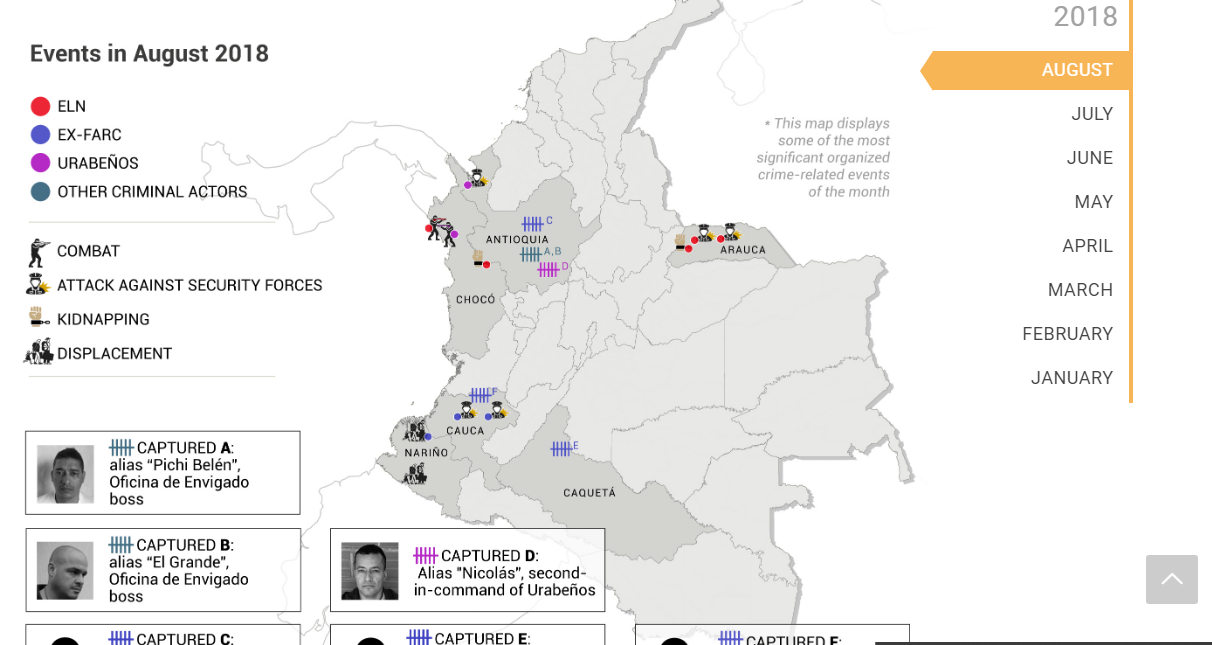 2018
Events in August 2018
AUGUST
ELN
EX-FARC
URABEÑOS
OTHER CRIMINAL ACTORS
* This map displays
some of the most
significant organized
crime-related events
of the month
JULY
JUNE
MAY
APRIL
MARCH
FEBRUARY
JANUARY
COMBAT
ATTACK AGAINST SECURITY FORCES
KIDNAPPING
DISPLACEMENT
C
ANTIOQUIA
A,B
D
ARAUCA
CHOCÓ
F
CAUCA
NARIÑO
E
CAQUETÁ
CAPTURED A:
alias “Pichi Belén”,
Oficina de Envigado
boss
CAPTURED B:
alias “El Grande”,
Oficina de Envigado
boss
CAPTURED D:
Alias "Nicolás”, second-
in-command of Urabeños
CAPTURED C:
CAPTURED E:
CAPTURED F: